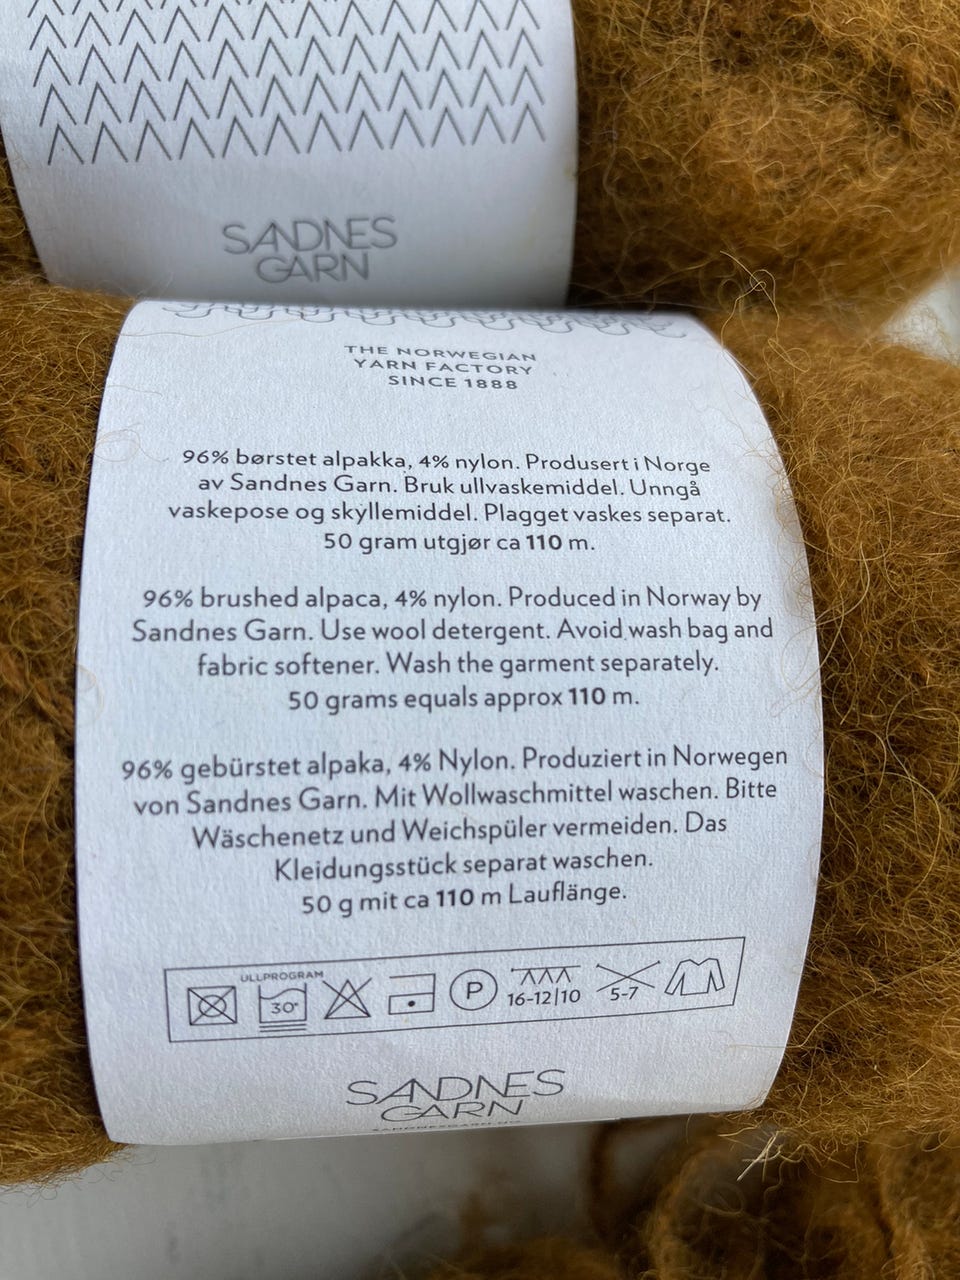 SANDNES
GARN
THE NORWEGIAN
YARN FACTORY
SINCE 1888
96% børstet alpakka, 4% nylon. Produsert i Norge
av Sandnes Garn. Bruk ullvaskemiddel. Unngå
vaskepose og skyllemiddel. Plagget vaskes separat.
50 gram utgjør ca 110 m.
96% brushed alpaca, 4% nylon. Produced in Norway by
Sandnes Garn. Use wool detergent. Avoid wash bag and
fabric softener. Wash the garment separately.
50 grams equals approx 110 m.
96% gebürstet alpaka, 4% Nylon. Produziert in Norwegen
von Sandnes Garn. Mit Wollwaschmittel waschen. Bitte
Wäschenetz und Weichspüler vermeiden. Das
Kleidungsstück separat waschen.
50 g mit ca 110 m Lauflänge.
ULLPROGRAM
30° P 16-12|10 5-7
SANDNES
GARN